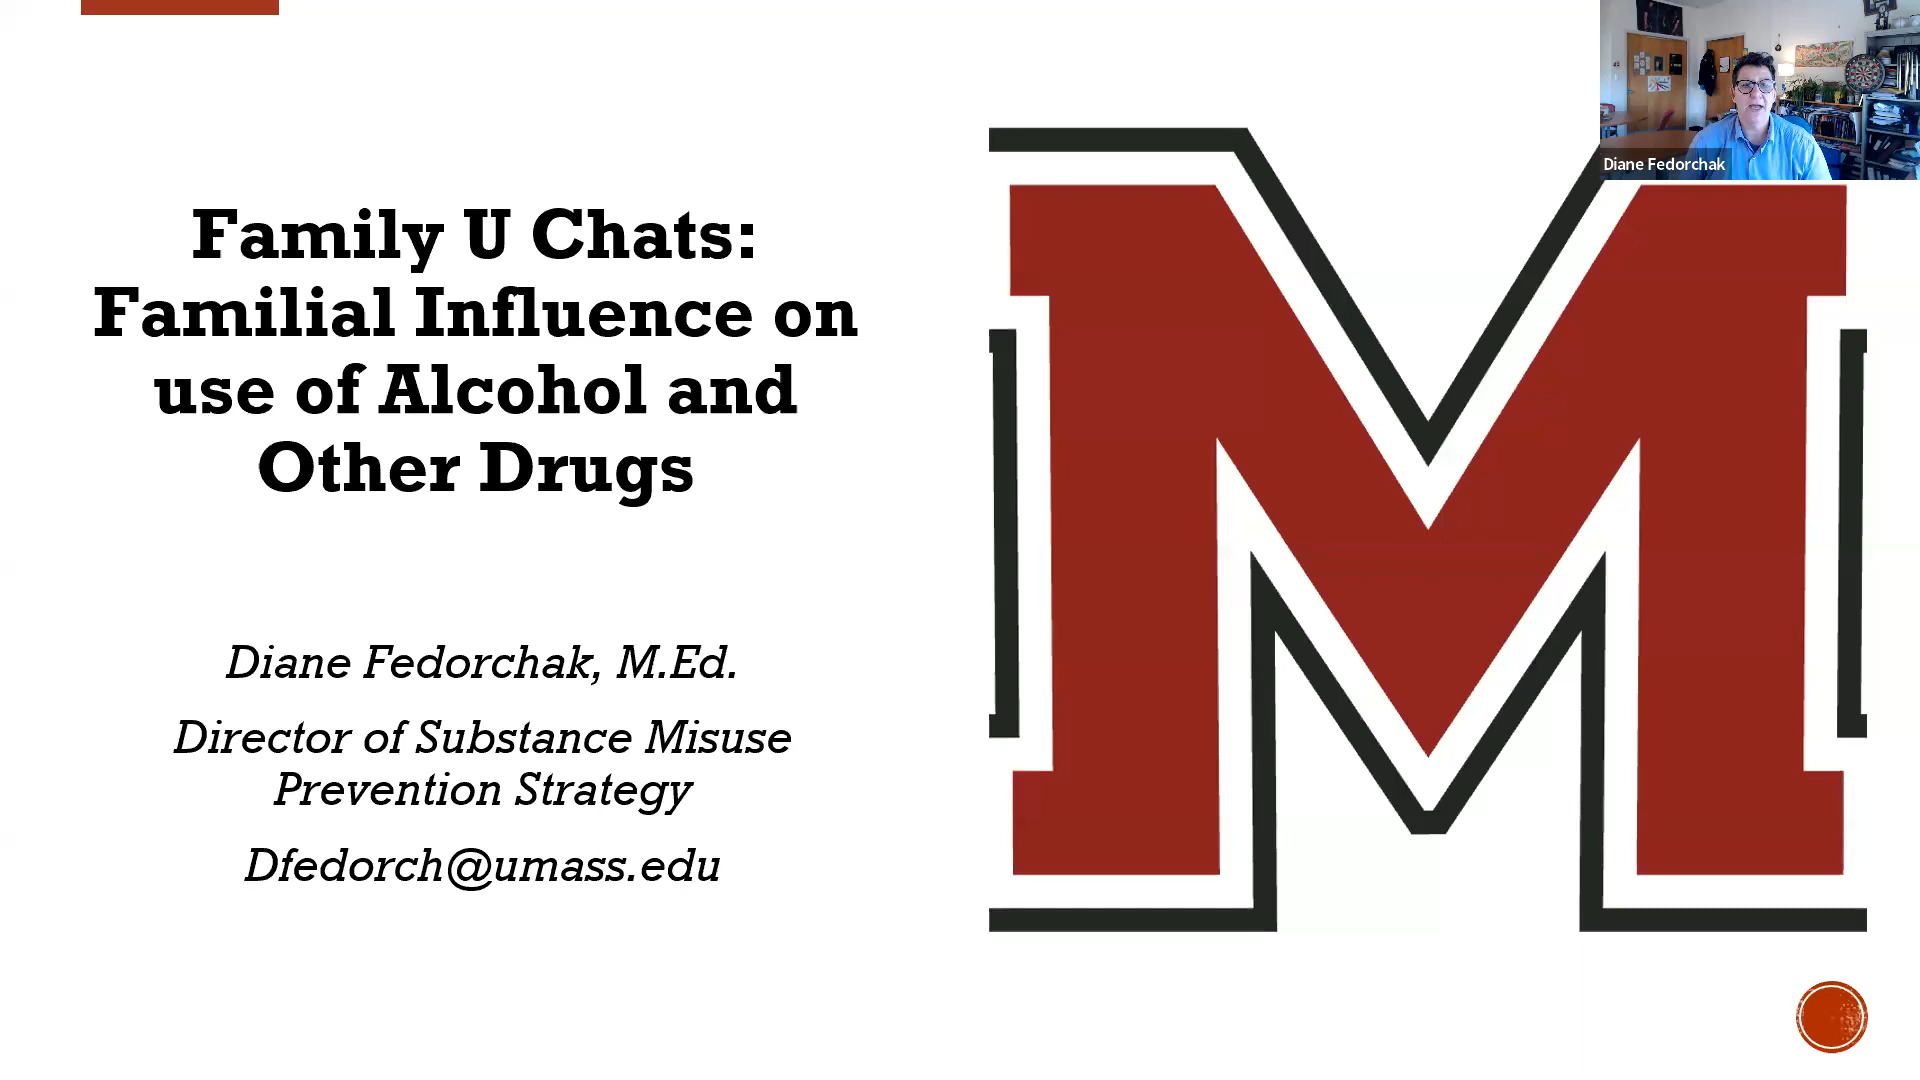 Family U Chats:
Familial Influence on
use of Alcohol and
Other Drugs
Diane Fedorchak, M.Ed.
Director of Substance Misuse
Prevention Strategy
Dfedorch@umass.edu
M
Diane Fedorchak